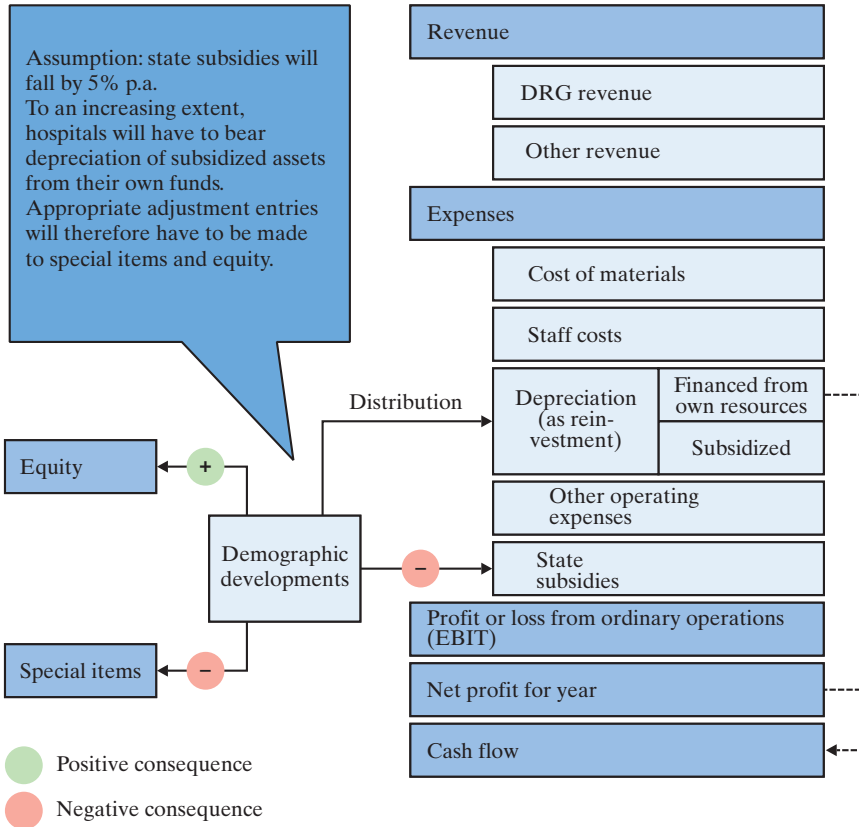 Assumption: state subsidies will
fall by 5% p.a.
To an increasing extent,
hospitals will have to bear
depreciation of subsidized assets
from their own funds.
Appropriate adjustment entries
will therefore have to be made
to special items and equity.
Revenue
DRG revenue
Other revenue
Expenses
Cost of materials
Staff costs
Distribution
Depreciation
(as rein-
vestment)
Financed from
own resources
Subsidized
Other operating
expenses
State
subsidies
Equity
+
Demographic
developments
–
Special items
–
Profit or loss from ordinary operations
(EBIT)
Net profit for year
Cash flow
Positive consequence
Negative consequence